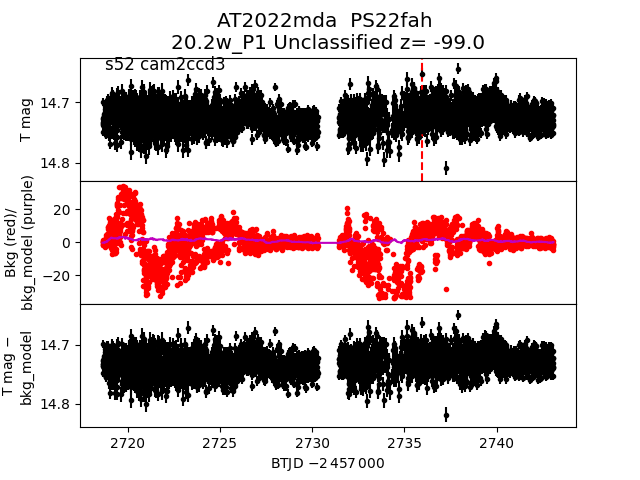 AT2022mda PS22fah
20.2w_P1 Unclassified z= -99.0
s52 cam2ccd3
T mag
14.7
14.8
Bkg (red)/
bkg_model (purple)
20
0
−20
T mag −
bkg_model
14.7
14.8
2720 2725 2730 2735 2740
BTJD −2 457 000